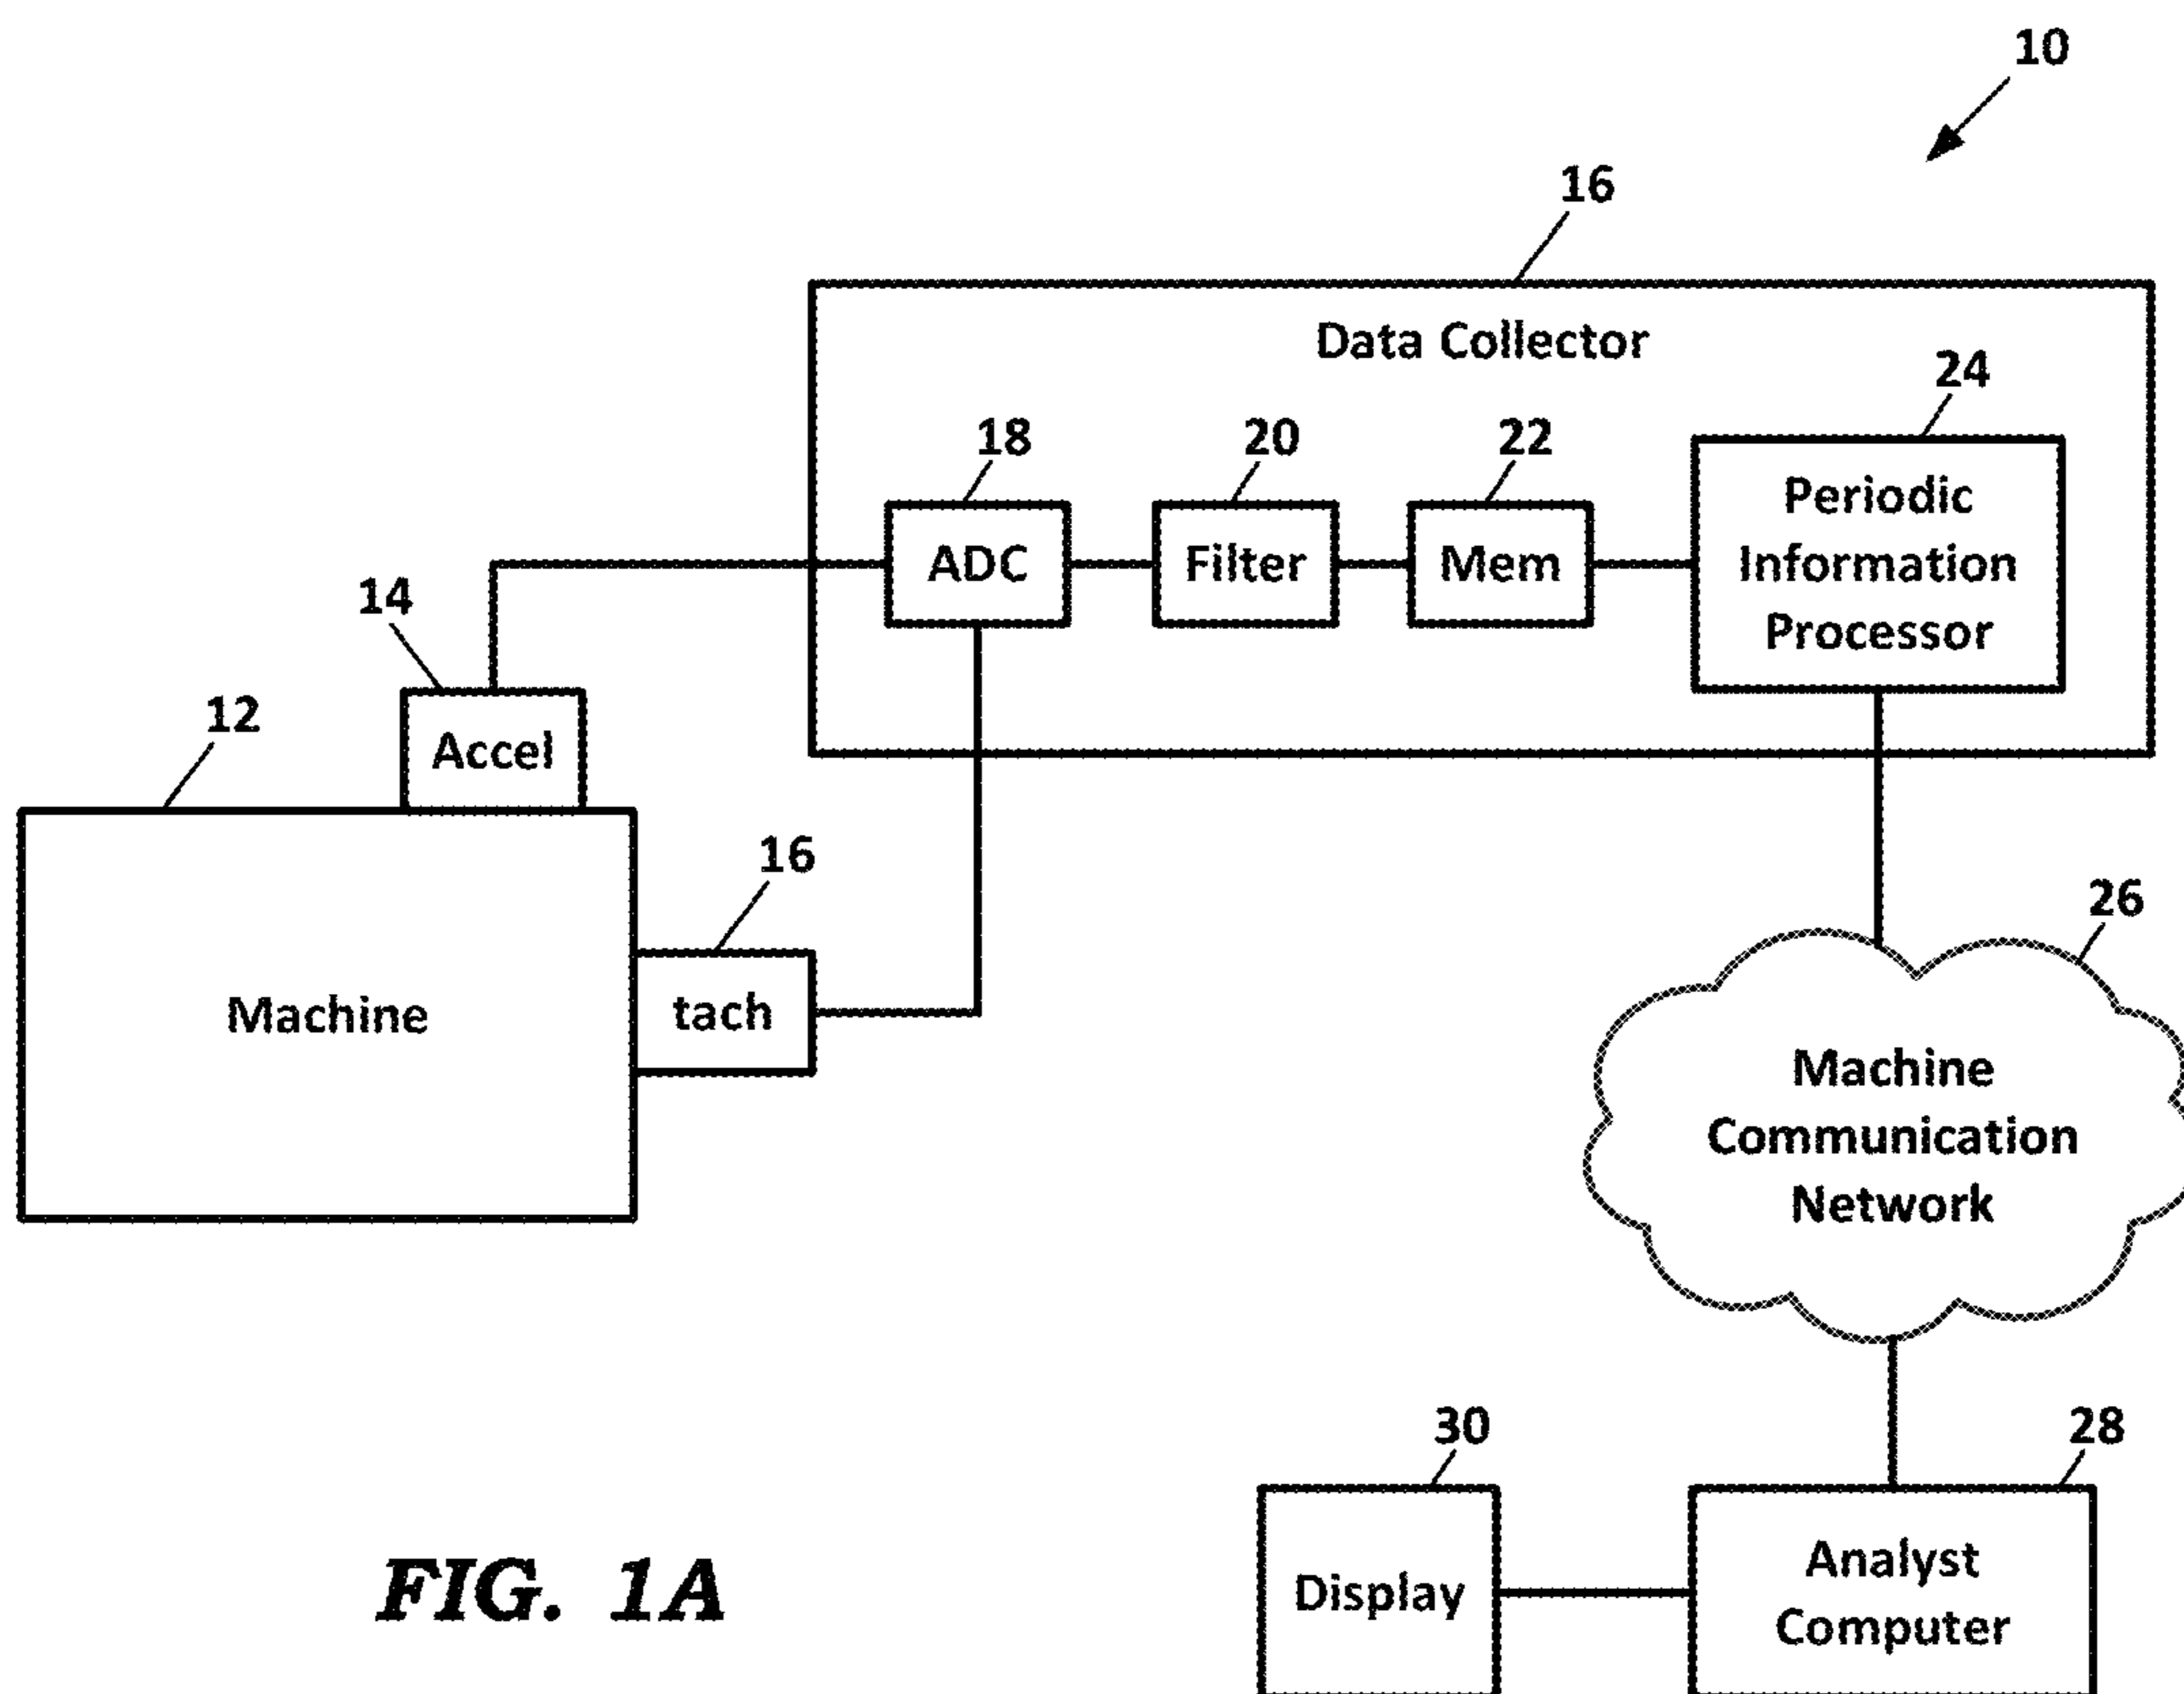 10
16
Data Collector
24
18
20
22
Periodic
Information
Processor
ADC
Filter
Mem
14
Accel
12
16
tach
Machine
26
Machine
Communication
Network
30
28
Display
Analyst
Computer
FIG. 1A